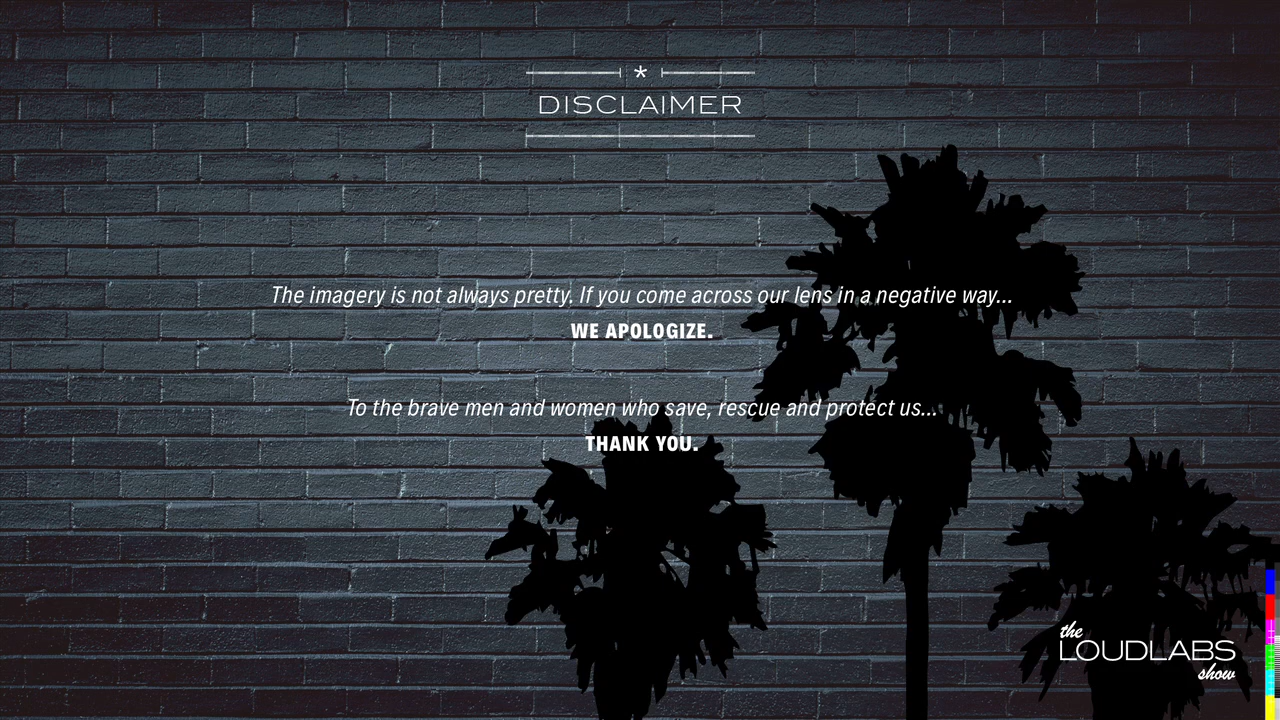 *
DISCLAIMER
The imagery is not always pretty. If you come across our lens in a negative way...
WE APOLOGIZE.
To the brave men and women who save, rescue and protect us...
THANK YOU.
the
LOUDLABS
show